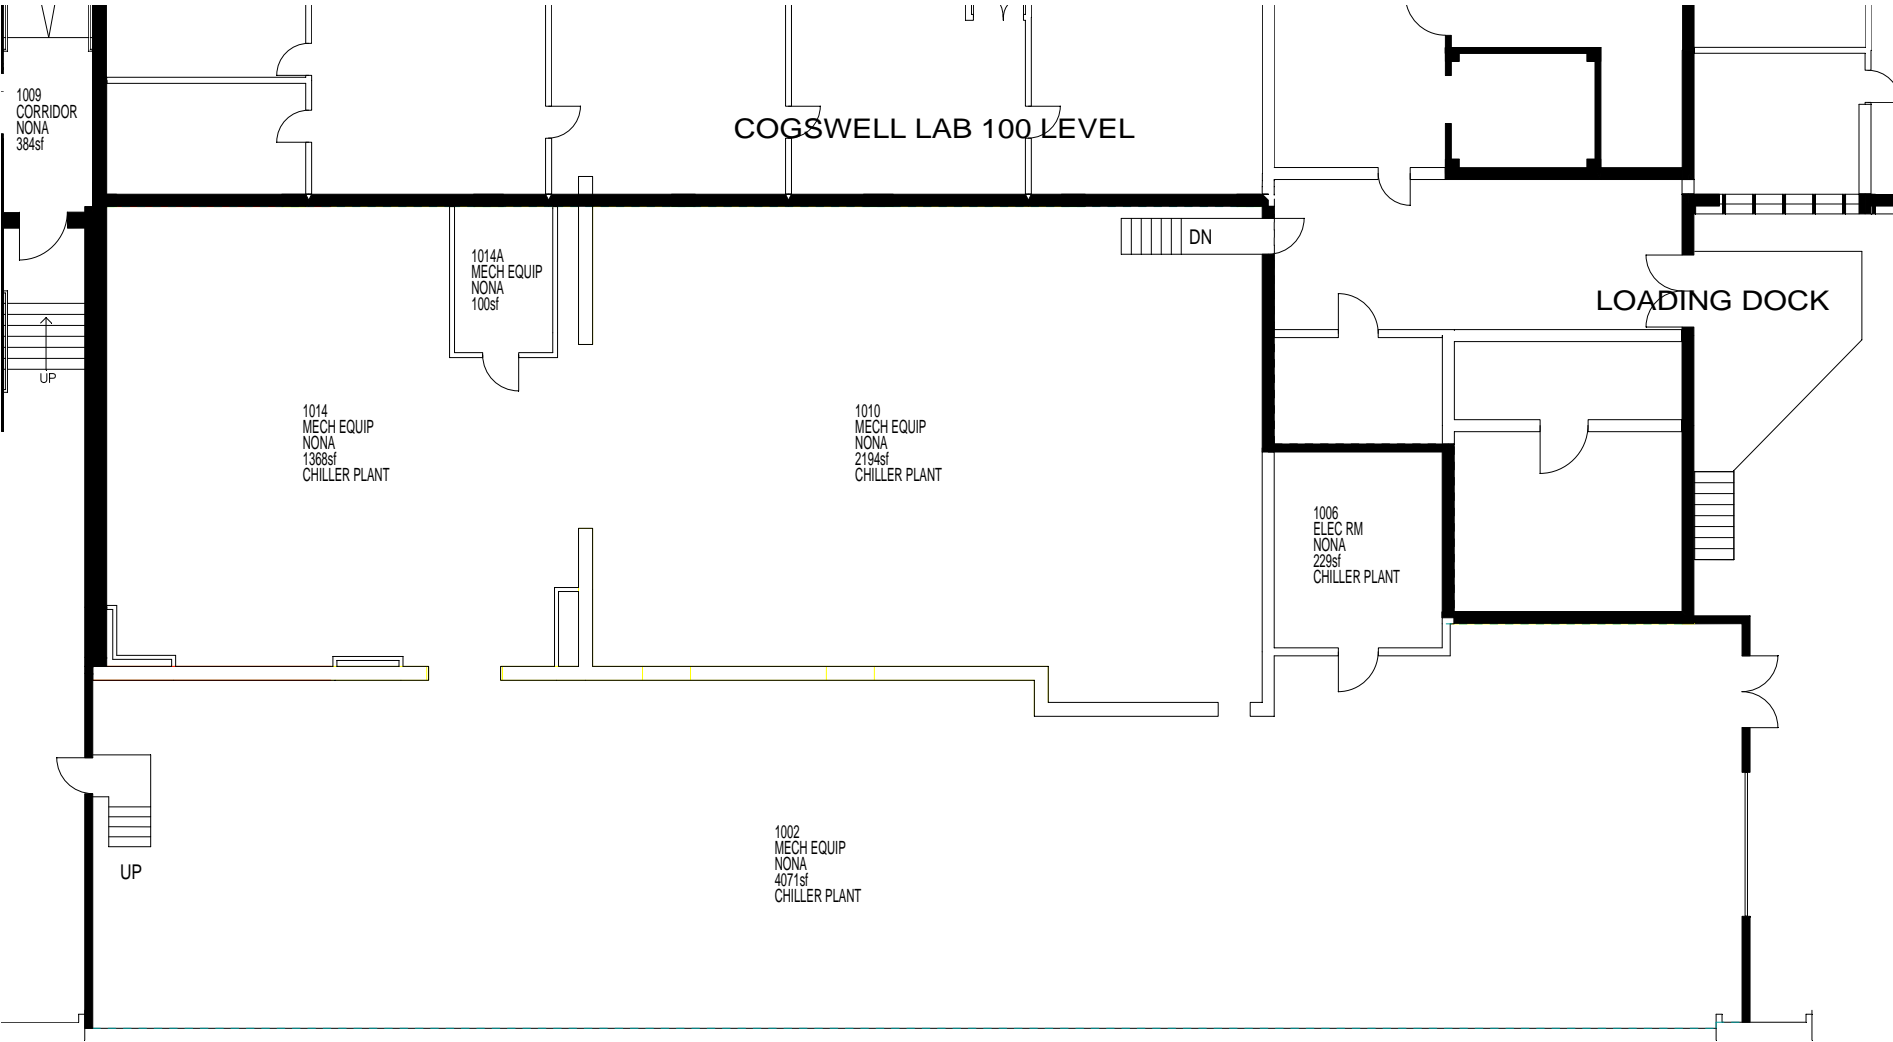 1009
CORRIDOR
NONA
384sf
COGSWELL LAB 100 LEVEL
DN
1014A
MECH EQUIP
NONA
100sf
LOADING DOCK
UP
1014
MECH EQUIP
NONA
1368sf
CHILLER PLANT
1010
MECH EQUIP
NONA
2194sf
CHILLER PLANT
1006
ELEC RM
NONA
229sf
CHILLER PLANT
UP
1002
MECH EQUIP
NONA
4071sf
CHILLER PLANT